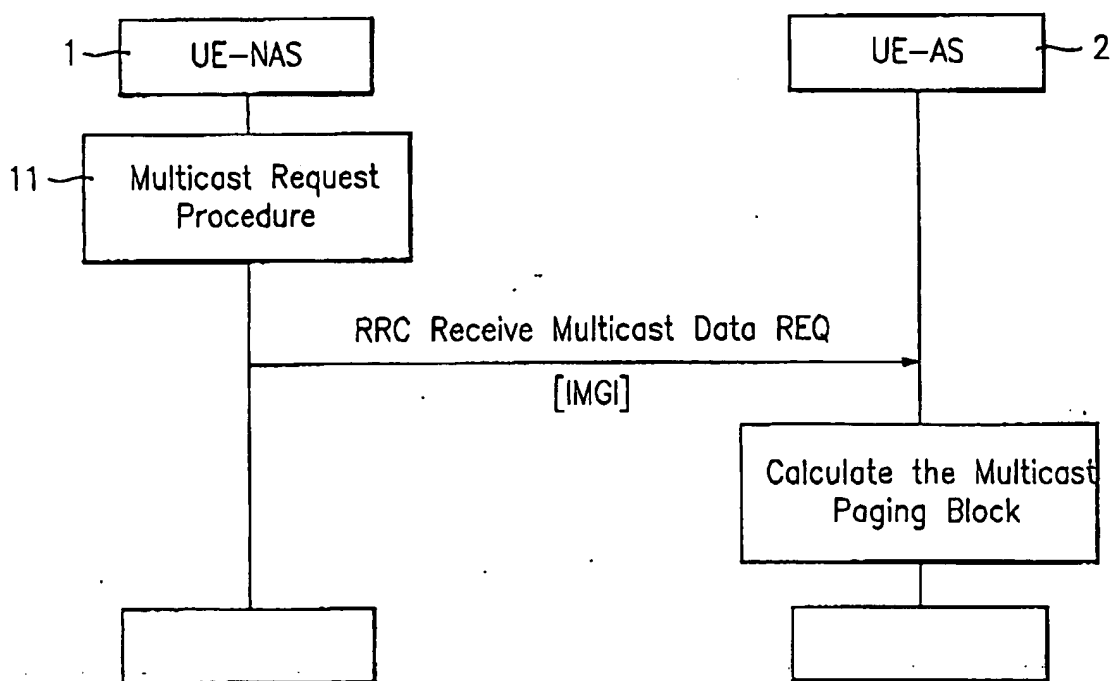 1
UE-NAS
UE-AS
2
11
Multicast Request
Procedure
RRC Receive Multicast Data REQ
[IMGI]
Calculate the Multicast
Paging Block